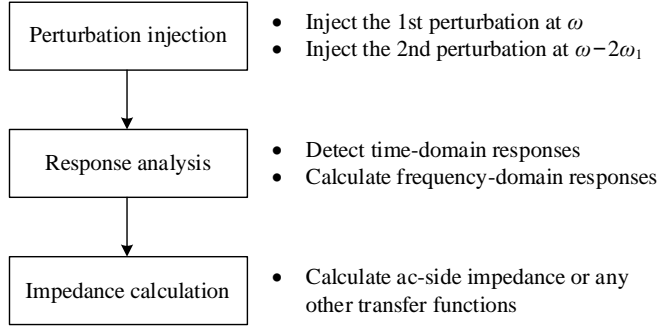 Perturbation injection
• Inject the 1st perturbation at ω
• Inject the 2nd perturbation at ω−2ω₁
Response analysis
• Detect time-domain responses
• Calculate frequency-domain responses
Impedance calculation
• Calculate ac-side impedance or any
other transfer functions